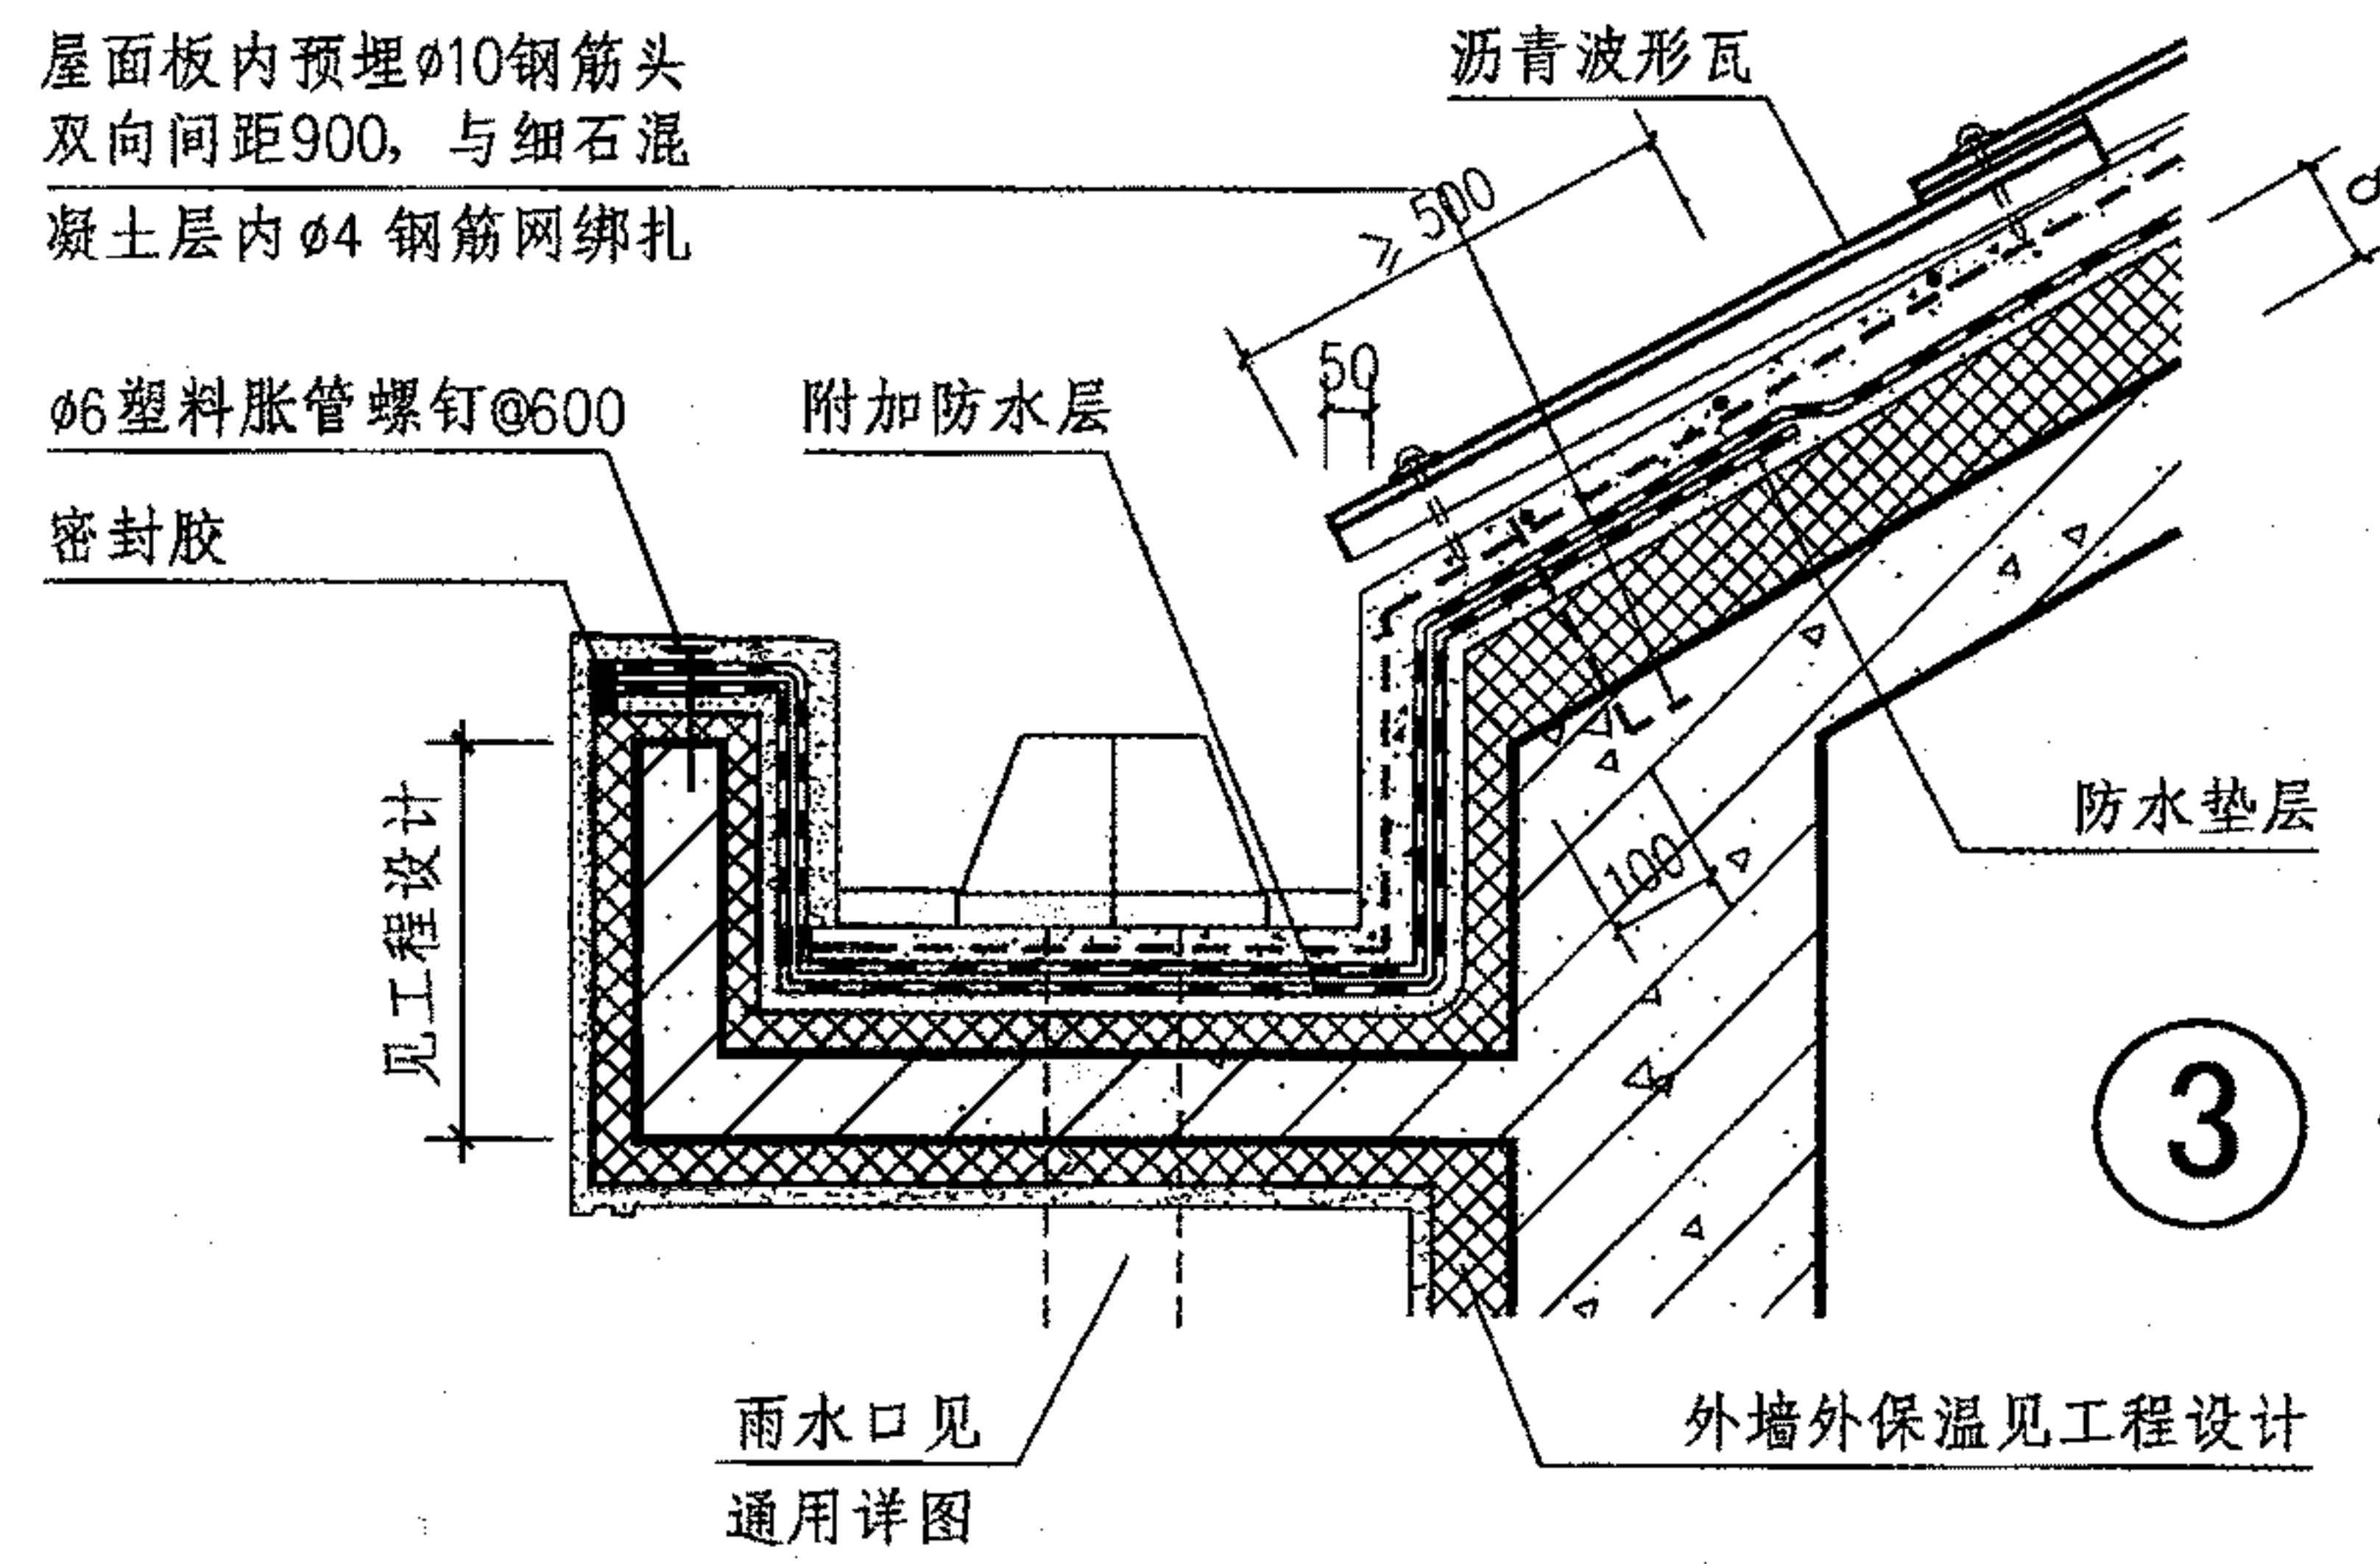 屋面板内预埋ø10钢筋头
双向间距900，与细石混
凝土层内ø4 钢筋网绑扎
沥青波形瓦
≥500
50
ø6塑料胀管螺钉@600
附加防水层
密封胶
见工程设计
100
防水垫层
3
雨水口见
通用详图
外墙外保温见工程设计